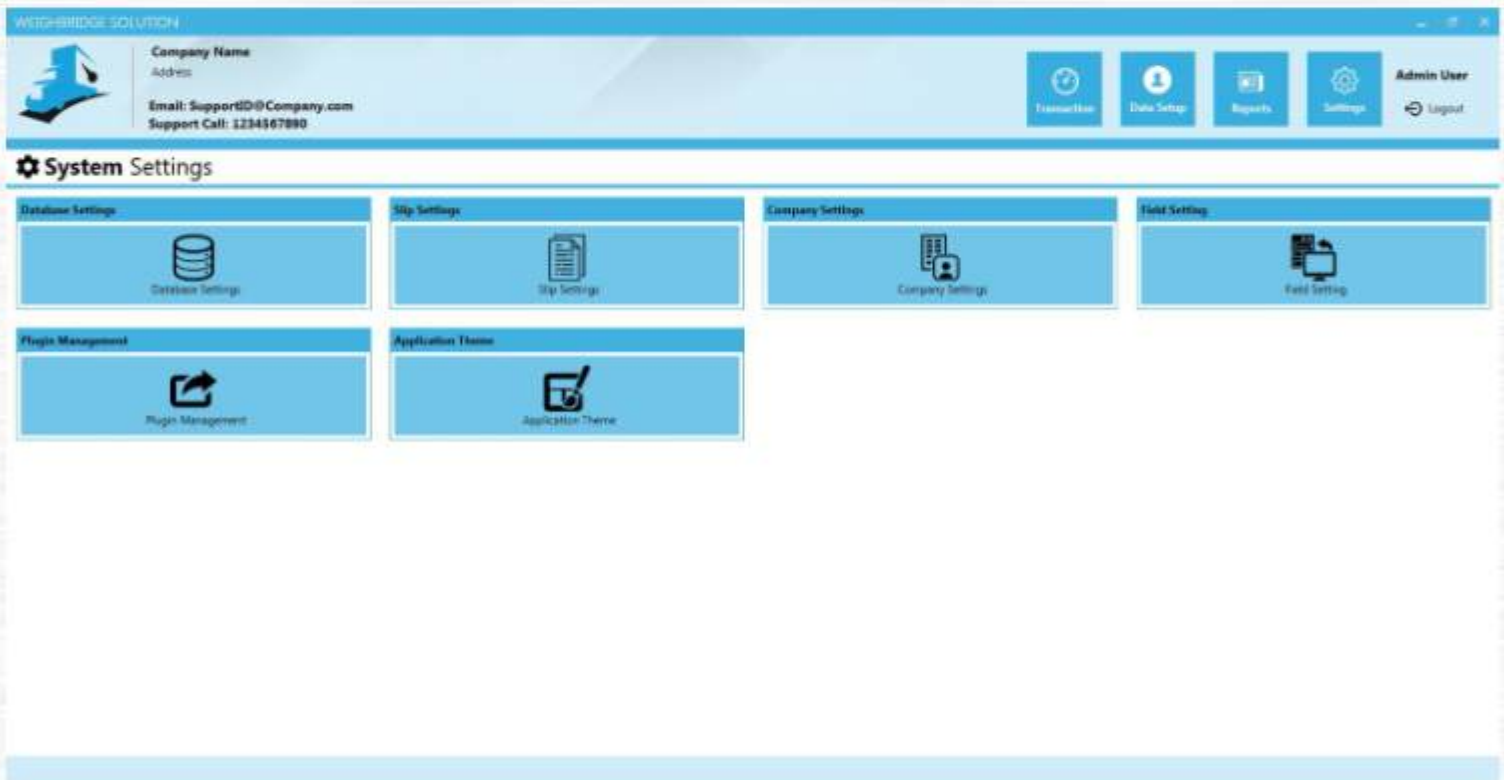 WEIGHBRIDGE SOLUTION
Company Name
Address
Email: SupportID@Company.com
Support Call: 1234567890
Transaction
Data Setup
Reports
Settings
Admin User
Logout
System Settings
Database Settings
Slip Settings
Company Settings
Field Setting
Database Settings
Slip Settings
Company Settings
Field Setting
Plugin Management
Application Theme
Plugin Management
Application Theme